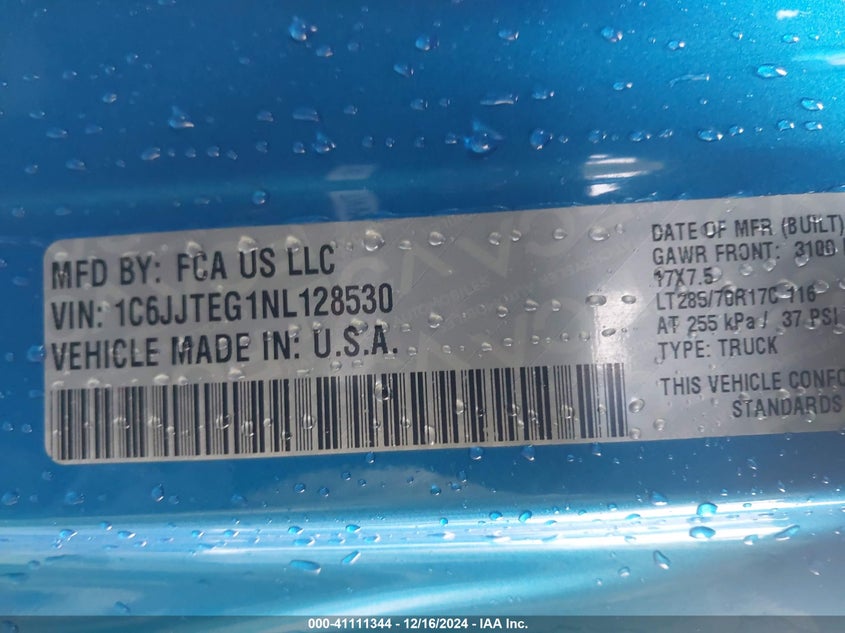 MFD BY: FCA US LLC
VIN: 1C6JJTEG1NL128530
VEHICLE MADE IN: U.S.A.
DATE OF MFR (BUILT)
GAWR FRONT: 3100
17X7.5
LT285/70R17C 116
AT 255 kPa / 37 PSI
TYPE: TRUCK
THIS VEHICLE CONFO
STANDARDS
000-41111344 - 12/16/2024 - IAA Inc.